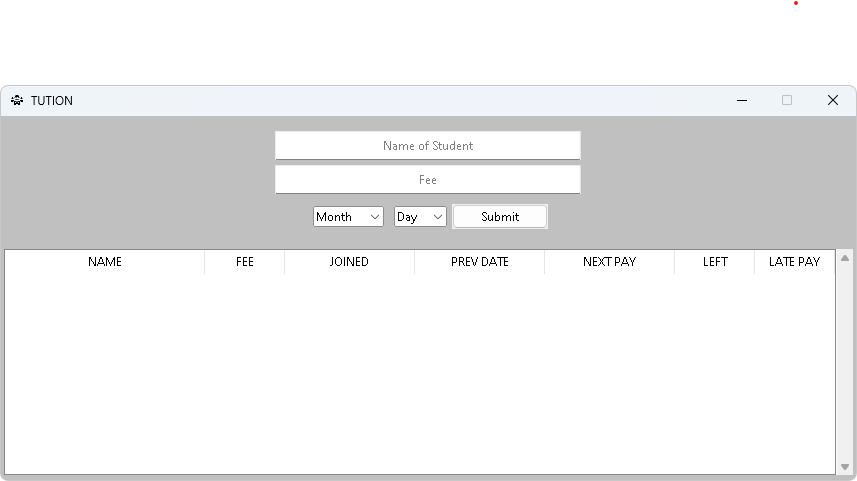 TUTION
Name of Student
Fee
Month Day Submit
NAME FEE JOINED PREV DATE NEXT PAY LEFT LATE PAY